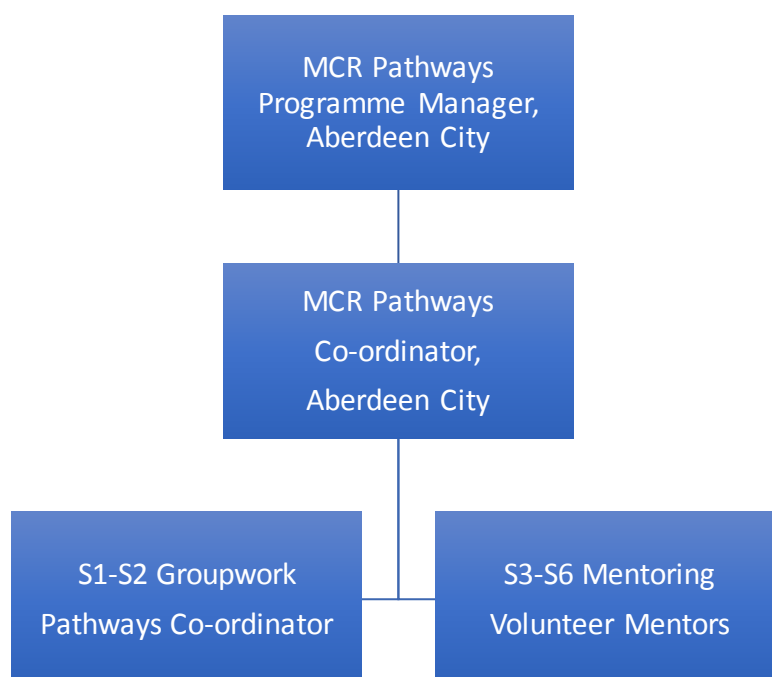 MCR Pathways
Programme Manager,
Aberdeen City
MCR Pathways
Co-ordinator,
Aberdeen City
S1-S2 Groupwork
Pathways Co-ordinator
S3-S6 Mentoring
Volunteer Mentors